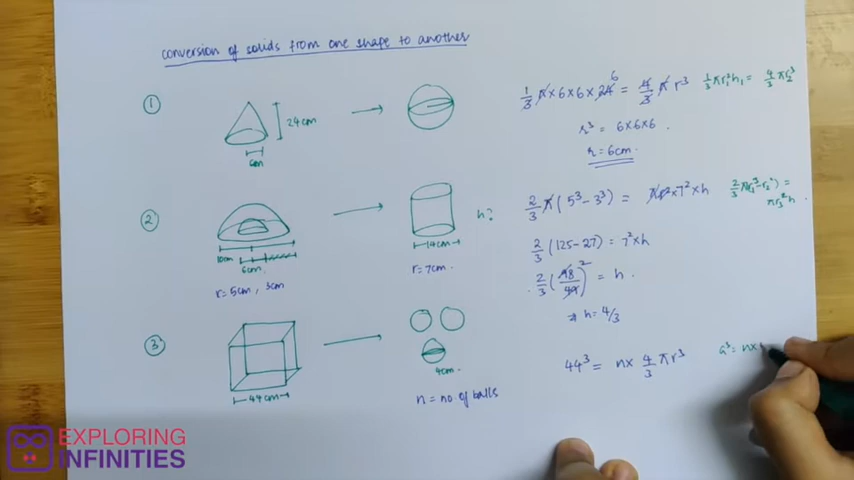 conversion of solids from one shape to another
①
24cm
6cm
1/3 π × 6 × 6 × 24 6 = 4/3 π r³
1/3 πr₁²h₁ = 4/3 πr₂³
r³ = 6×6×6 .
r = 6cm.
②
10cm
6cm.
r = 5cm, 3cm
14cm
r = 7cm.
h?
2/3 π (5³ - 3³) = π × 7² × h
2/3 π(r₁³ - r₂³) =
πr₃²h .
2/3 (125 - 27) = 7² × h
2/3 (98/49) 2 = h .
⇒ h = 4/3
③
44cm
4cm.
n = no of balls
44³ = n× 4/3 πr³
a³ = n×
EXPLORING
INFINITIES